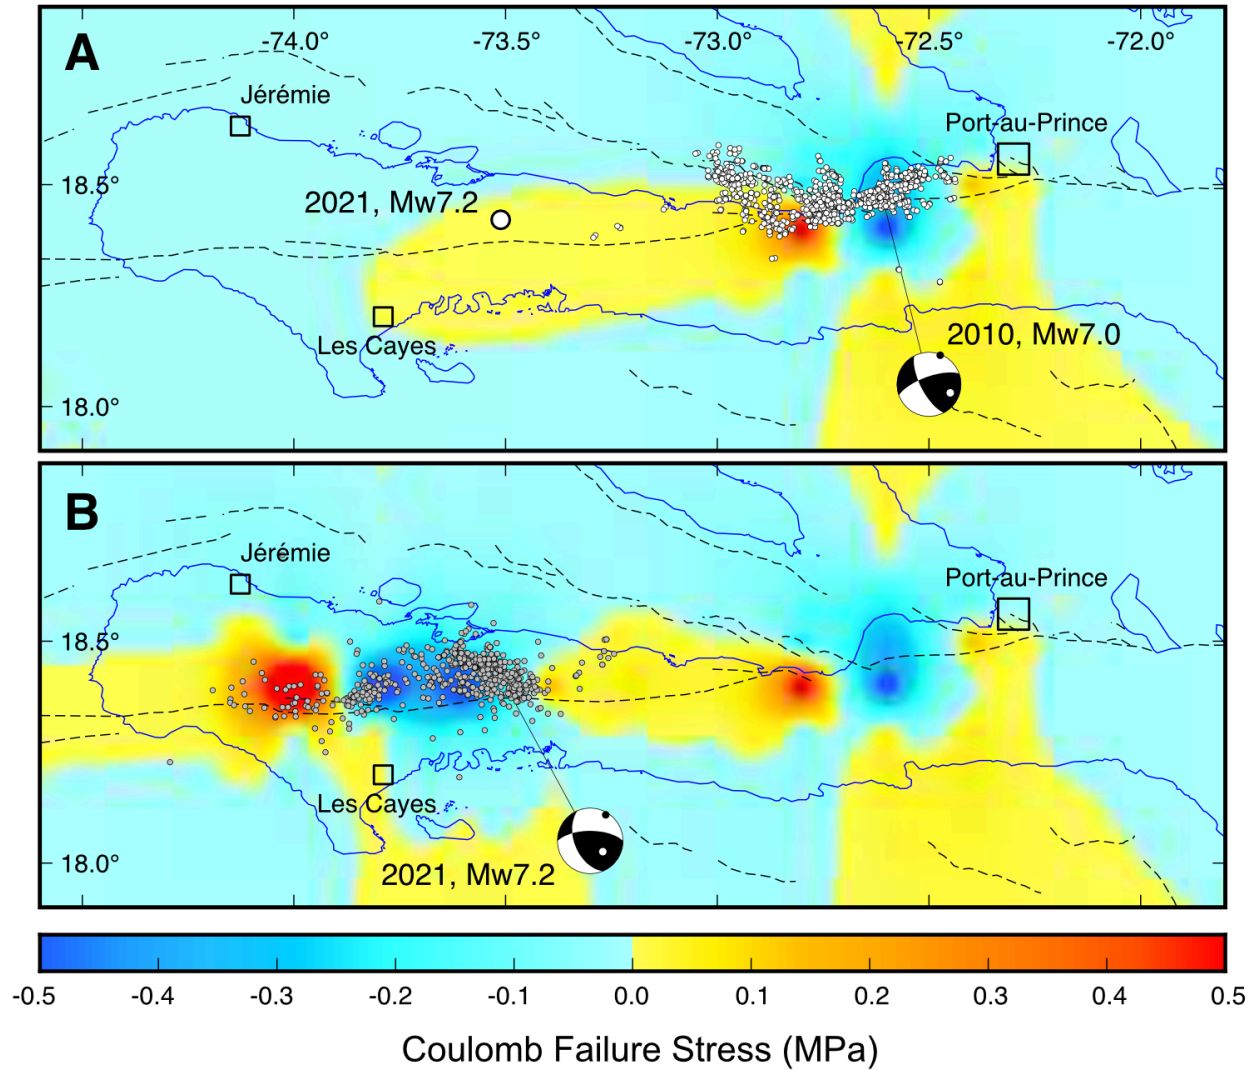 A
-74.0° -73.5° -73.0° -72.5° -72.0°
Jérémie
Port-au-Prince
18.5°
2021, Mw7.2
Les Cayes
2010, Mw7.0
18.0°
B
Jérémie
Port-au-Prince
18.5°
Les Cayes
18.0°
2021, Mw7.2
-0.5 -0.4 -0.3 -0.2 -0.1 0.0 0.1 0.2 0.3 0.4 0.5
Coulomb Failure Stress (MPa)